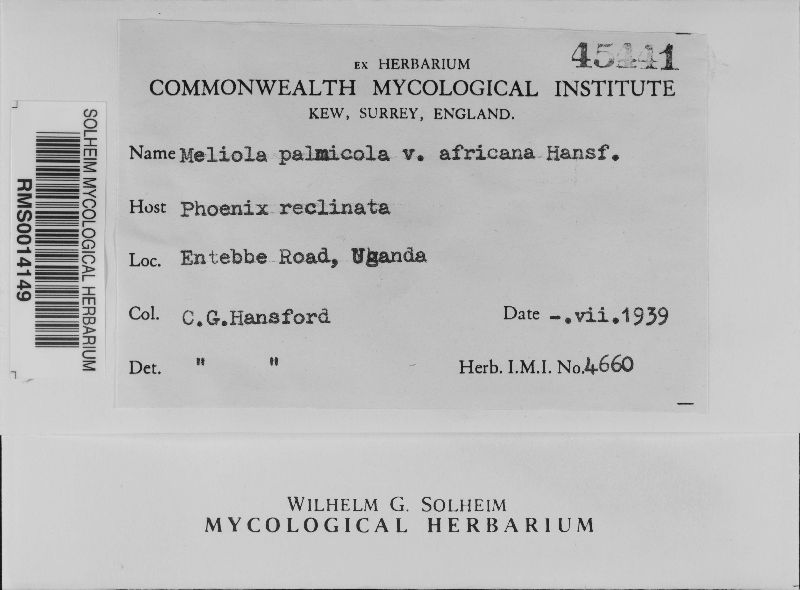 45441
EX HERBARIUM
COMMONWEALTH MYCOLOGICAL INSTITUTE
KEW, SURREY, ENGLAND.
Name Meliola palmicola v. africana Hansf.
Host Phoenix reclinata
Loc. Entebbe Road, Uganda
Col. C.G.Hansford Date -.vii.1939
Det. " " Herb. I.M.I. No.4660
SOLHEIM MYCOLOGICAL HERBARIUM
RMS0014149
WILHELM G. SOLHEIM
MYCOLOGICAL HERBARIUM